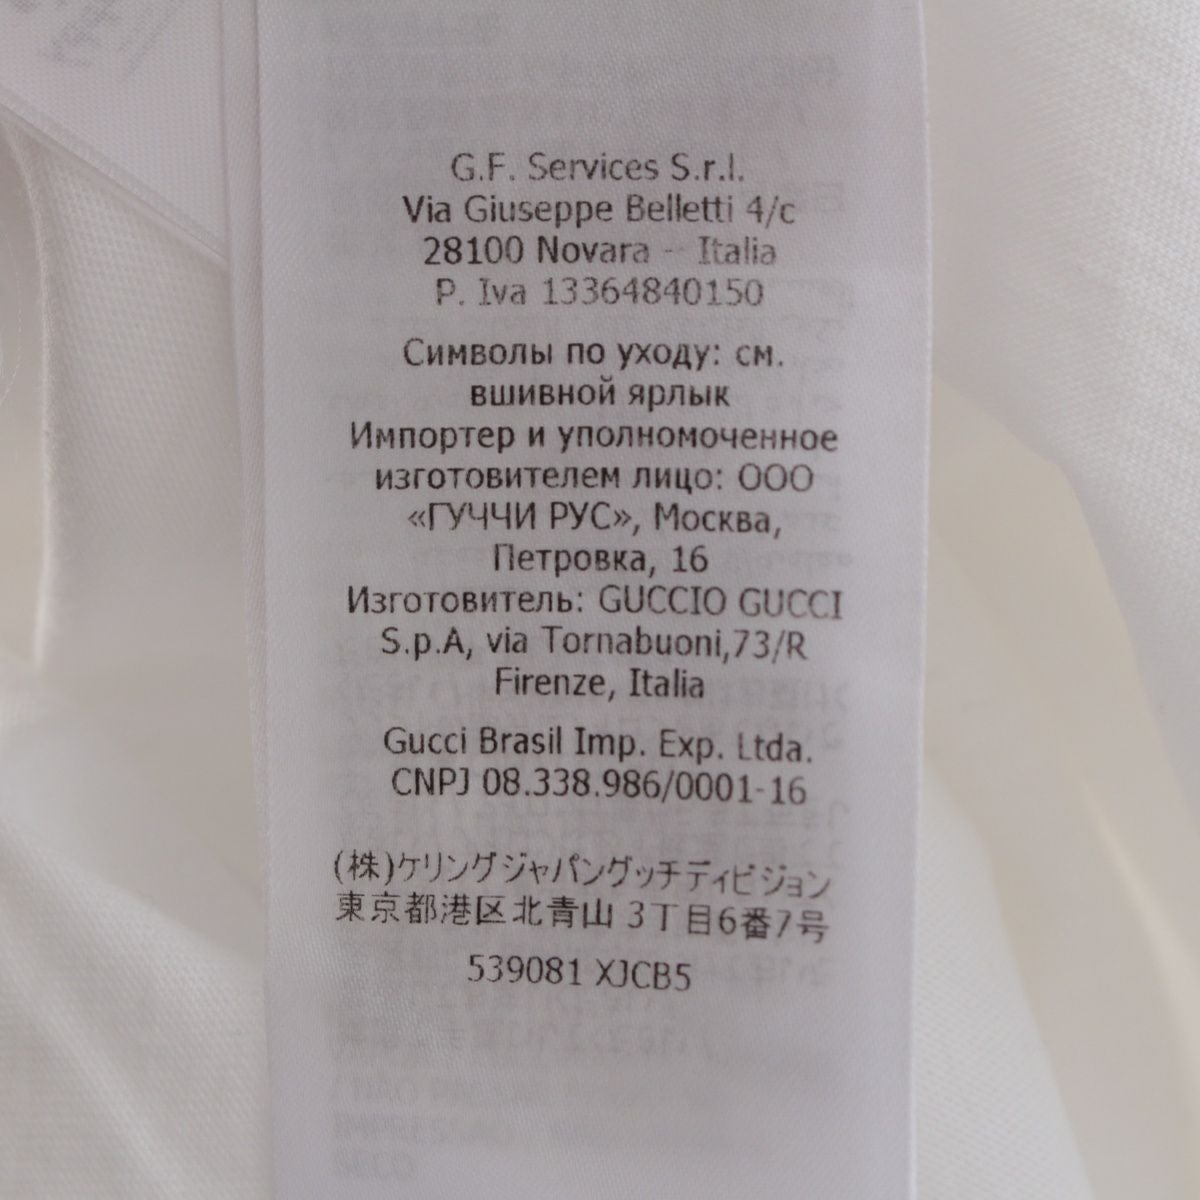 G.F. Services S.r.l.
Via Giuseppe Belletti 4/c
28100 Novara - Italia
P. Iva 13364840150
Символы по уходу: см.
вшивной ярлык
Импортер и уполномоченное
изготовителем лицо: ООО
«ГУЧЧИ РУС», Москва,
Петровка, 16
Изготовитель: GUCCIO GUCCI
S.p.A, via Tornabuoni,73/R
Firenze, Italia
Gucci Brasil Imp. Exp. Ltda.
CNPJ 08.338.986/0001-16
(株)ケリングジャパングッチディビジョン
東京都港区北青山 3丁目6番7号
539081 XJCB5